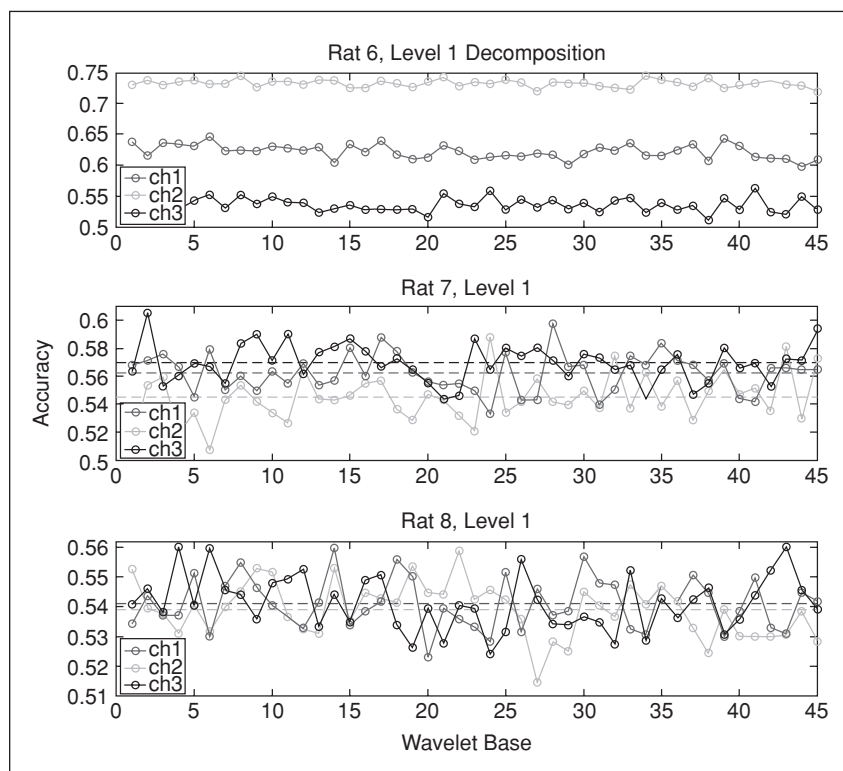 Rat 6, Level 1 Decomposition
0.75
0.7
0.65
0.6
0.55
0.5
ch1
ch2
ch3
0 5 10 15 20 25 30 35 40 45
Rat 7, Level 1
0.6
0.58
0.56
0.54
0.52
0.5
Accuracy
ch1
ch2
ch3
0 5 10 15 20 25 30 35 40 45
Rat 8, Level 1
0.56
0.55
0.54
0.53
0.52
0.51
ch1
ch2
ch3
0 5 10 15 20 25 30 35 40 45
Wavelet Base